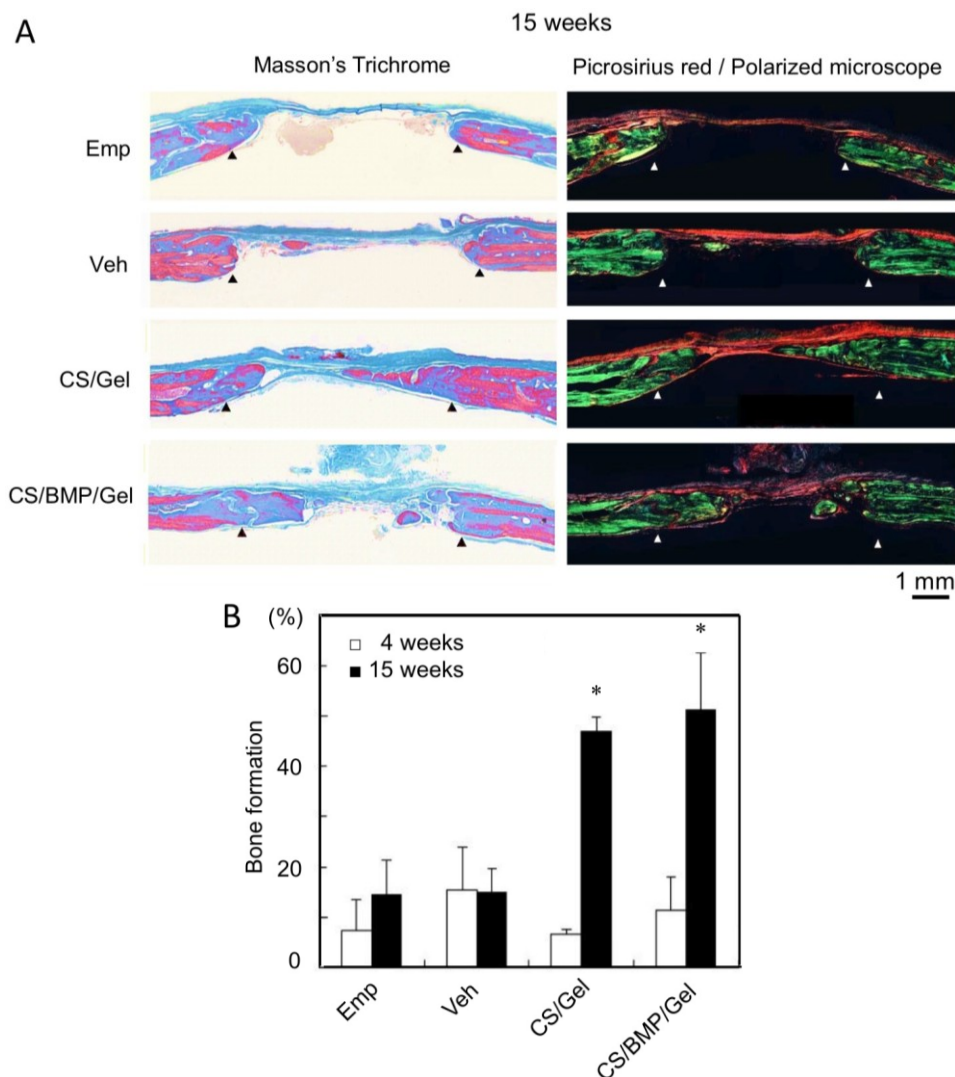 A
15 weeks
Masson's Trichrome
Picrosirius red / Polarized microscope
Emp
Veh
CS/Gel
CS/BMP/Gel
1 mm
B
(%)
4 weeks
15 weeks
*
*
60
40
20
0
Bone formation
Emp
Veh
CS/Gel
CS/BMP/Gel